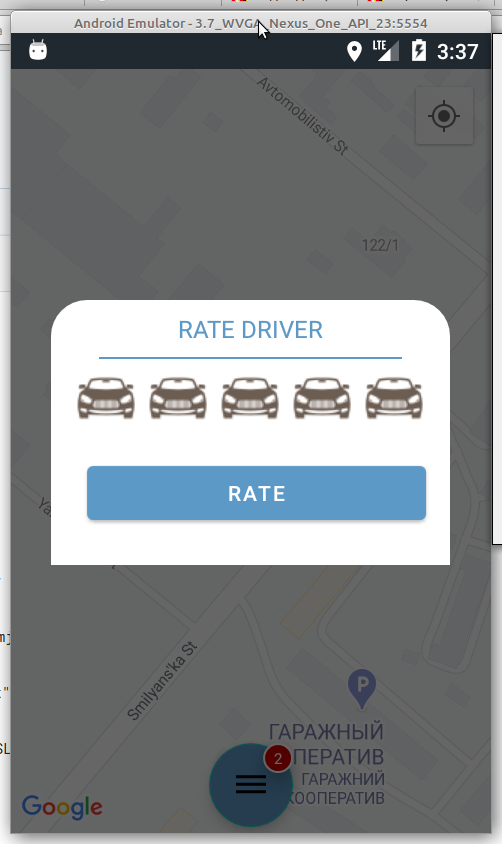 Android Emulator - 3.7_WVGA_Nexus_One_API_23:5554
LTE
3:37
Avtomobilistiv St
122/1
RATE DRIVER
RATE
Smilyans'ka St
P
ГАРАЖНЫЙ
ОПЕРАТИВ
ГАРАЖНИЙ
КООПЕРАТИВ
2
Google